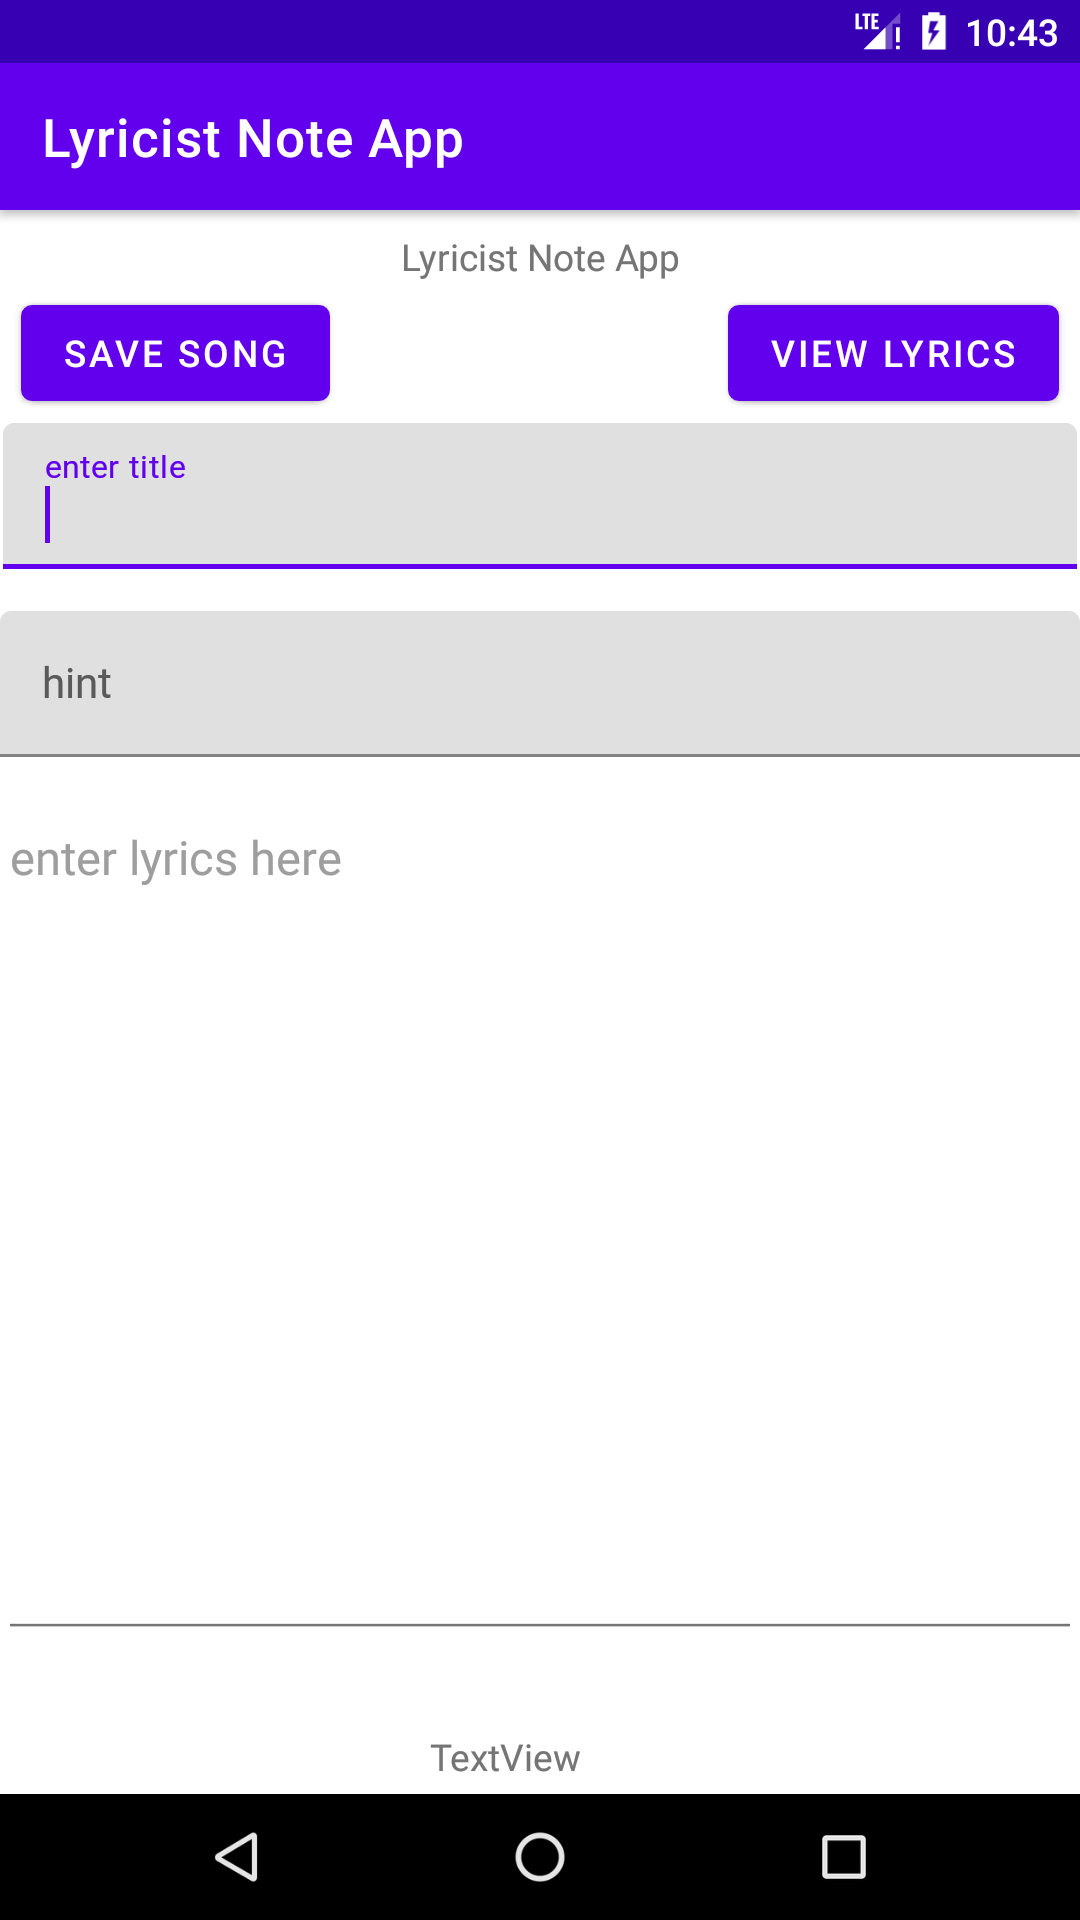 LTE ! 10:43
Lyricist Note App
Lyricist Note App
SAVE SONG
VIEW LYRICS
enter title
hint
enter lyrics here
TextView